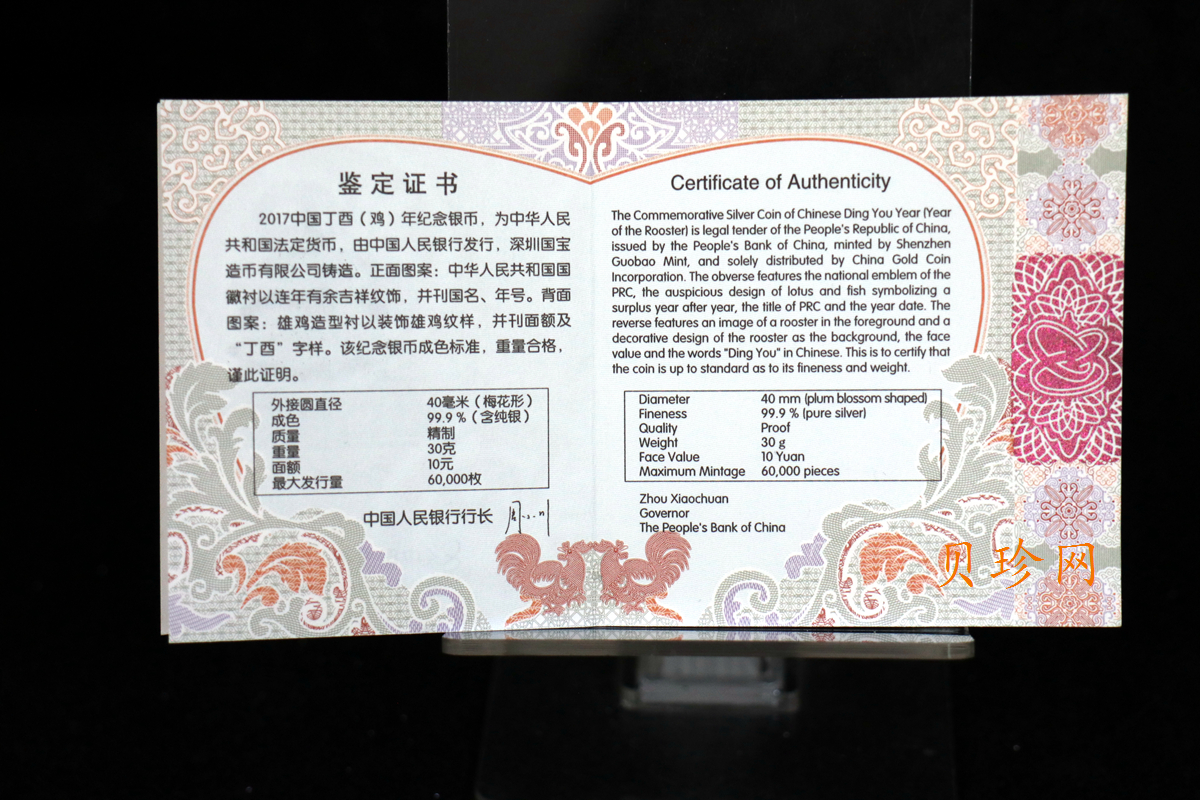 鉴定证书
2017中国丁酉（鸡）年纪念银币，为中华人民
共和国法定货币，由中国人民银行发行，深圳国宝
造币有限公司铸造。正面图案：中华人民共和国国
徽衬以连年有余吉祥纹饰，并刊国名、年号。背面
图案：雄鸡造型衬以装饰雄鸡纹样，并刊面额及
“丁酉”字样。该纪念银币成色标准，重量合格，
谨此证明。
外接圆直径 40毫米（梅花形）
成色 99.9％（含纯银）
质量 精制
重量 30克
面额 10元
最大发行量 60,000枚
中国人民银行行长
Certificate of Authenticity
The Commemorative Silver Coin of Chinese Ding You Year (Year
of the Rooster) is legal tender of the People's Republic of China,
issued by the People's Bank of China, minted by Shenzhen
Guobao Mint, and solely distributed by China Gold Coin
Incorporation. The obverse features the national emblem of the
PRC, the auspicious design of lotus and fish symbolizing a
surplus year after year, the title of PRC and the year date. The
reverse features an image of a rooster in the foreground and a
decorative design of the rooster as the background, the face
value and the words "Ding You" in Chinese. This is to certify that
the coin is up to standard as to its fineness and weight.
Diameter 40 mm (plum blossom shaped)
Fineness 99.9 % (pure silver)
Quality Proof
Weight 30 g
Face Value 10 Yuan
Maximum Mintage 60,000 pieces
Zhou Xiaochuan
Governor
The People's Bank of China
贝珍网